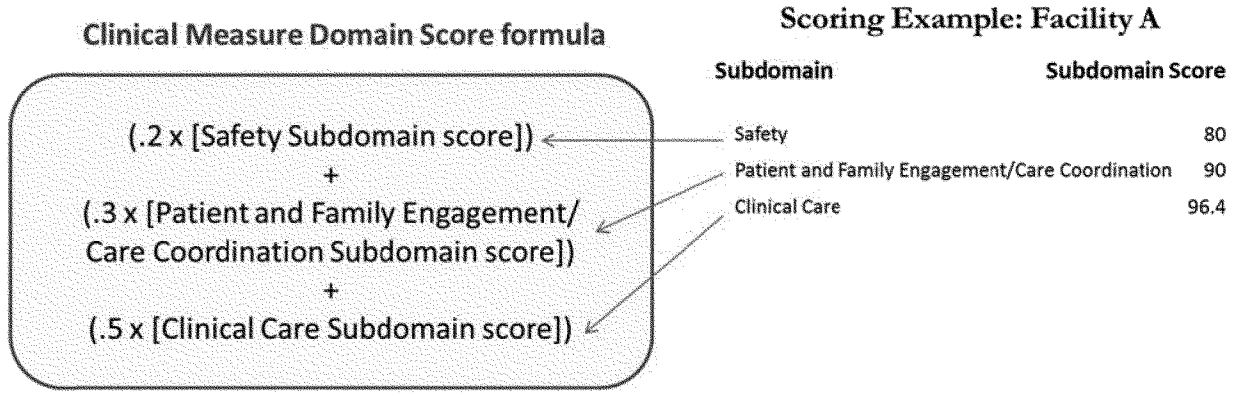 Clinical Measure Domain Score formula
(.2 x [Safety Subdomain score])
+
(.3 x [Patient and Family Engagement/
Care Coordination Subdomain score])
+
(.5 x [Clinical Care Subdomain score])
Scoring Example: Facility A
Subdomain Subdomain Score
Safety 80
Patient and Family Engagement/Care Coordination 90
Clinical Care 96.4